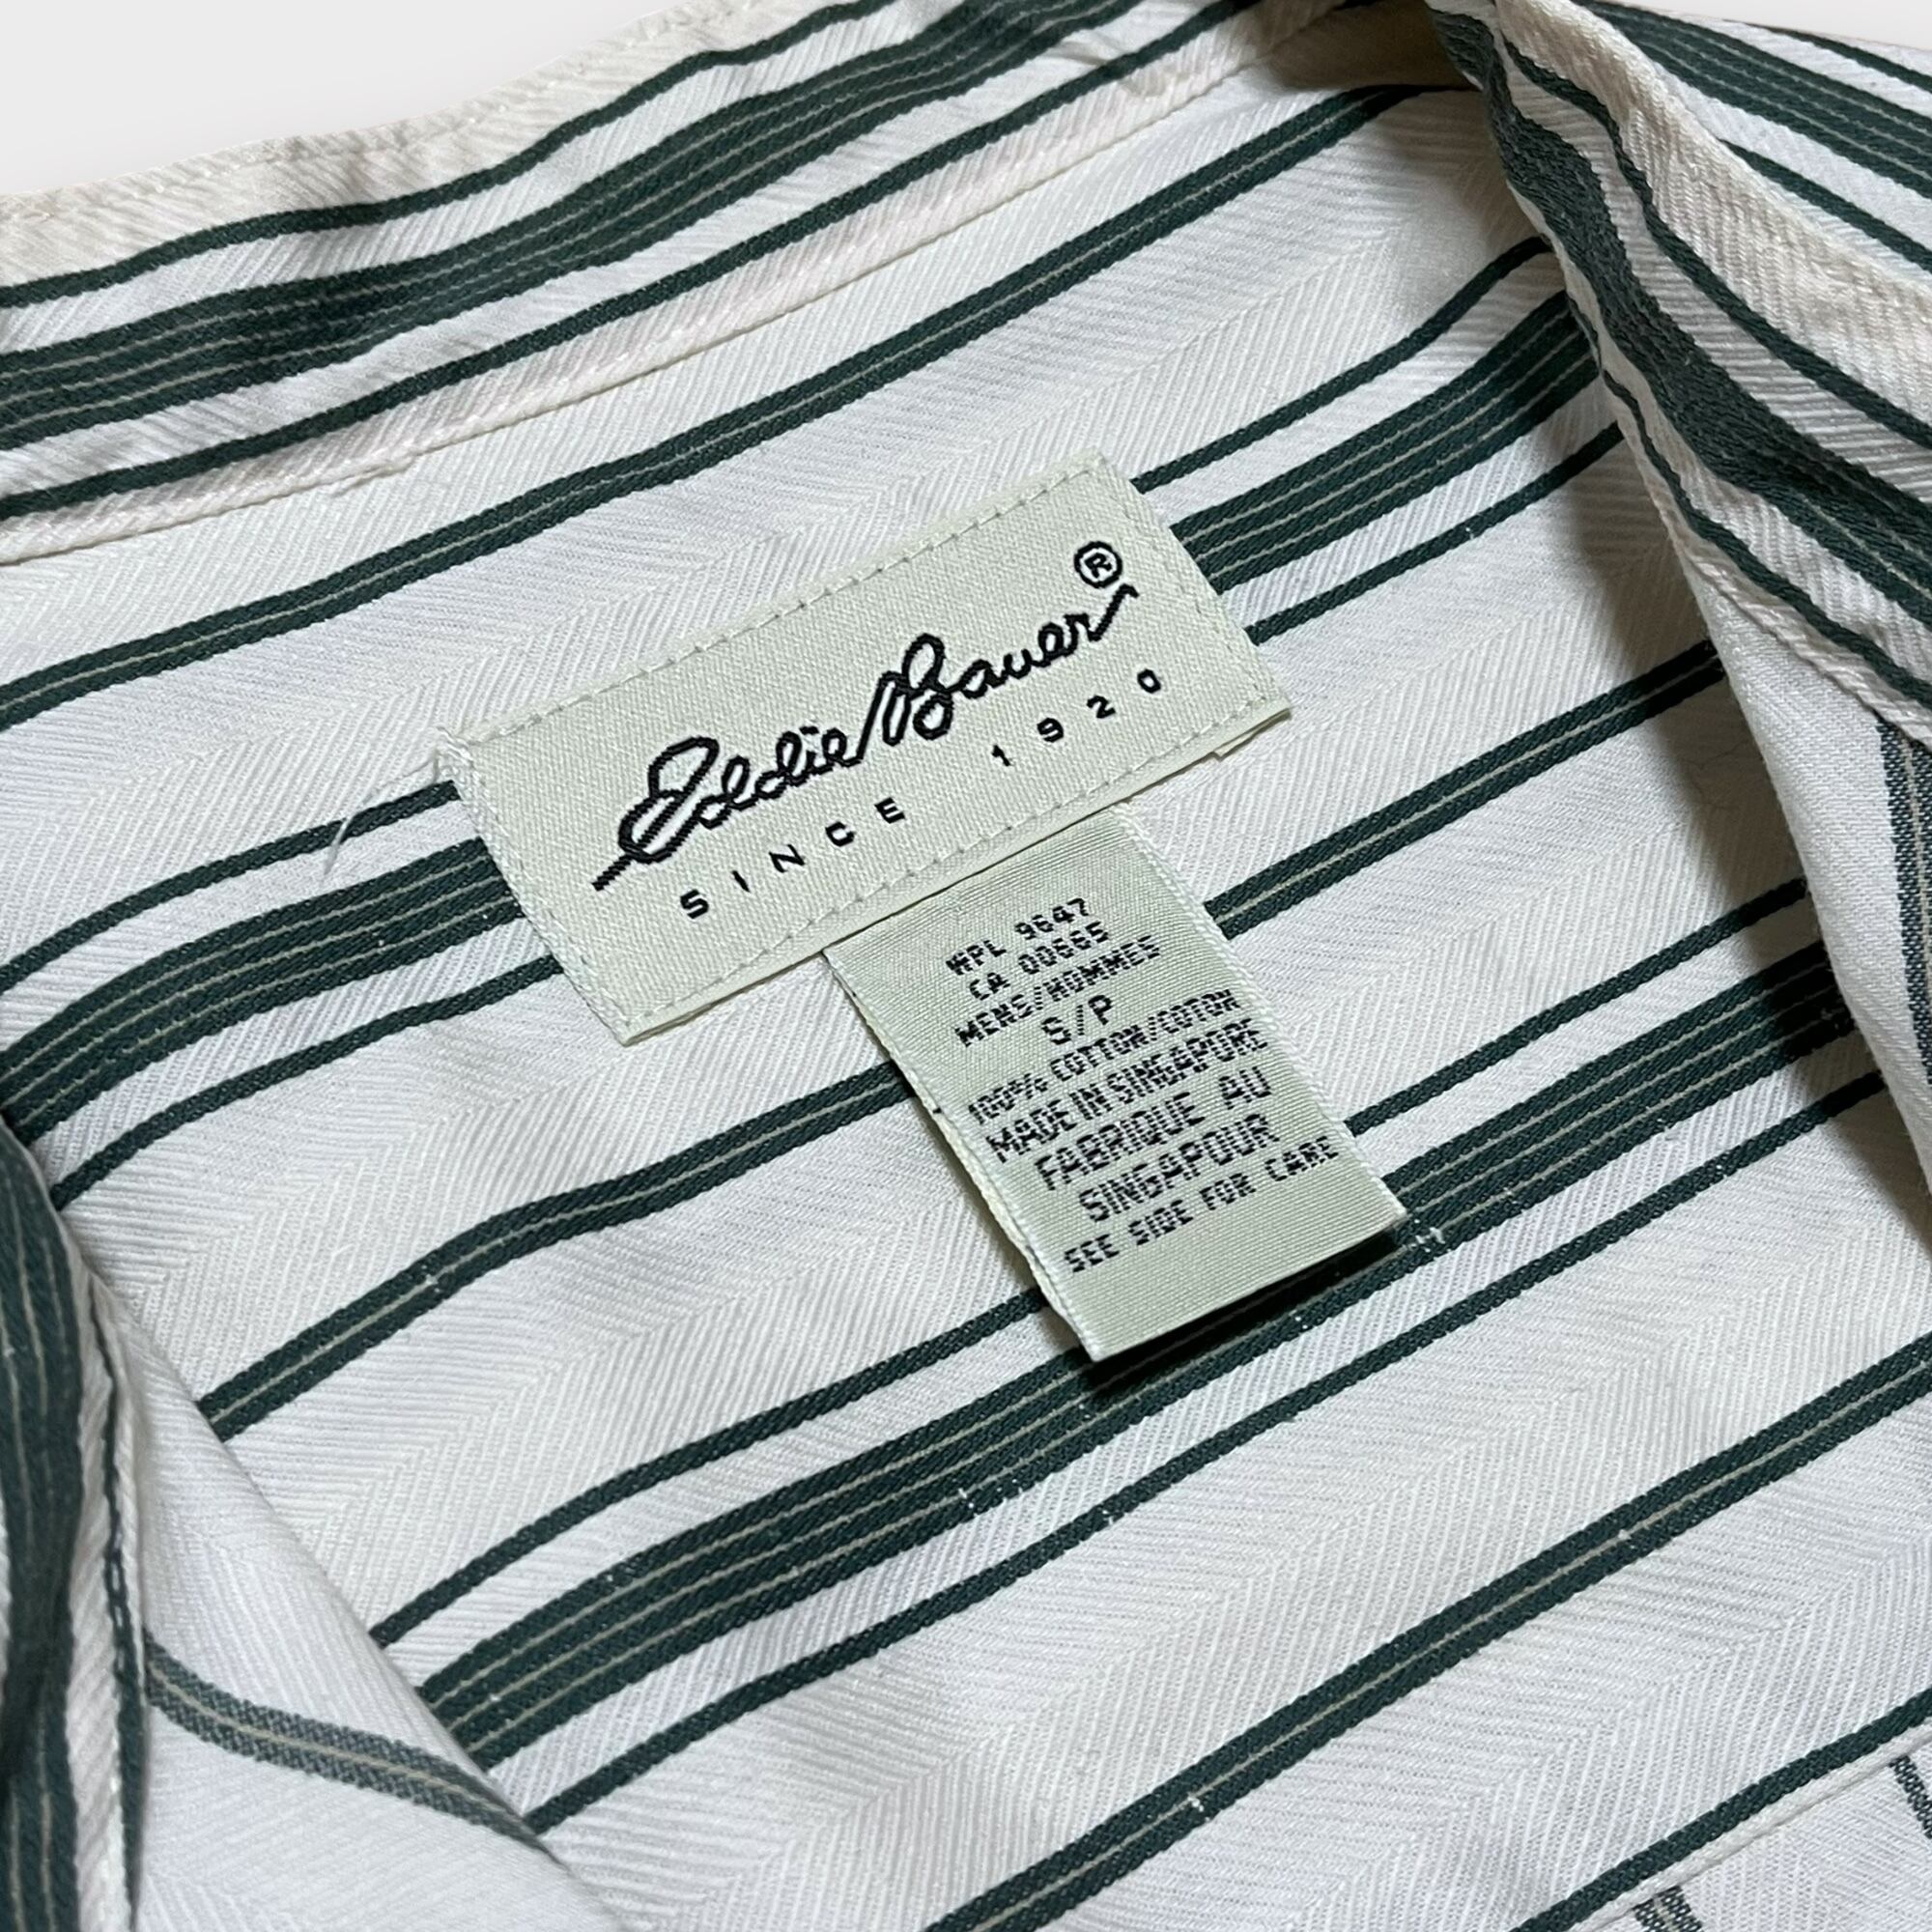 Eddie Bauer®
SINCE 1920
WPL 9647
CA 00665
MENS/HOMMES
S/P
100% COTTON/COTON
MADE IN SINGAPORE
FABRIQUE AU
SINGAPOUR
SEE SIDE FOR CARE